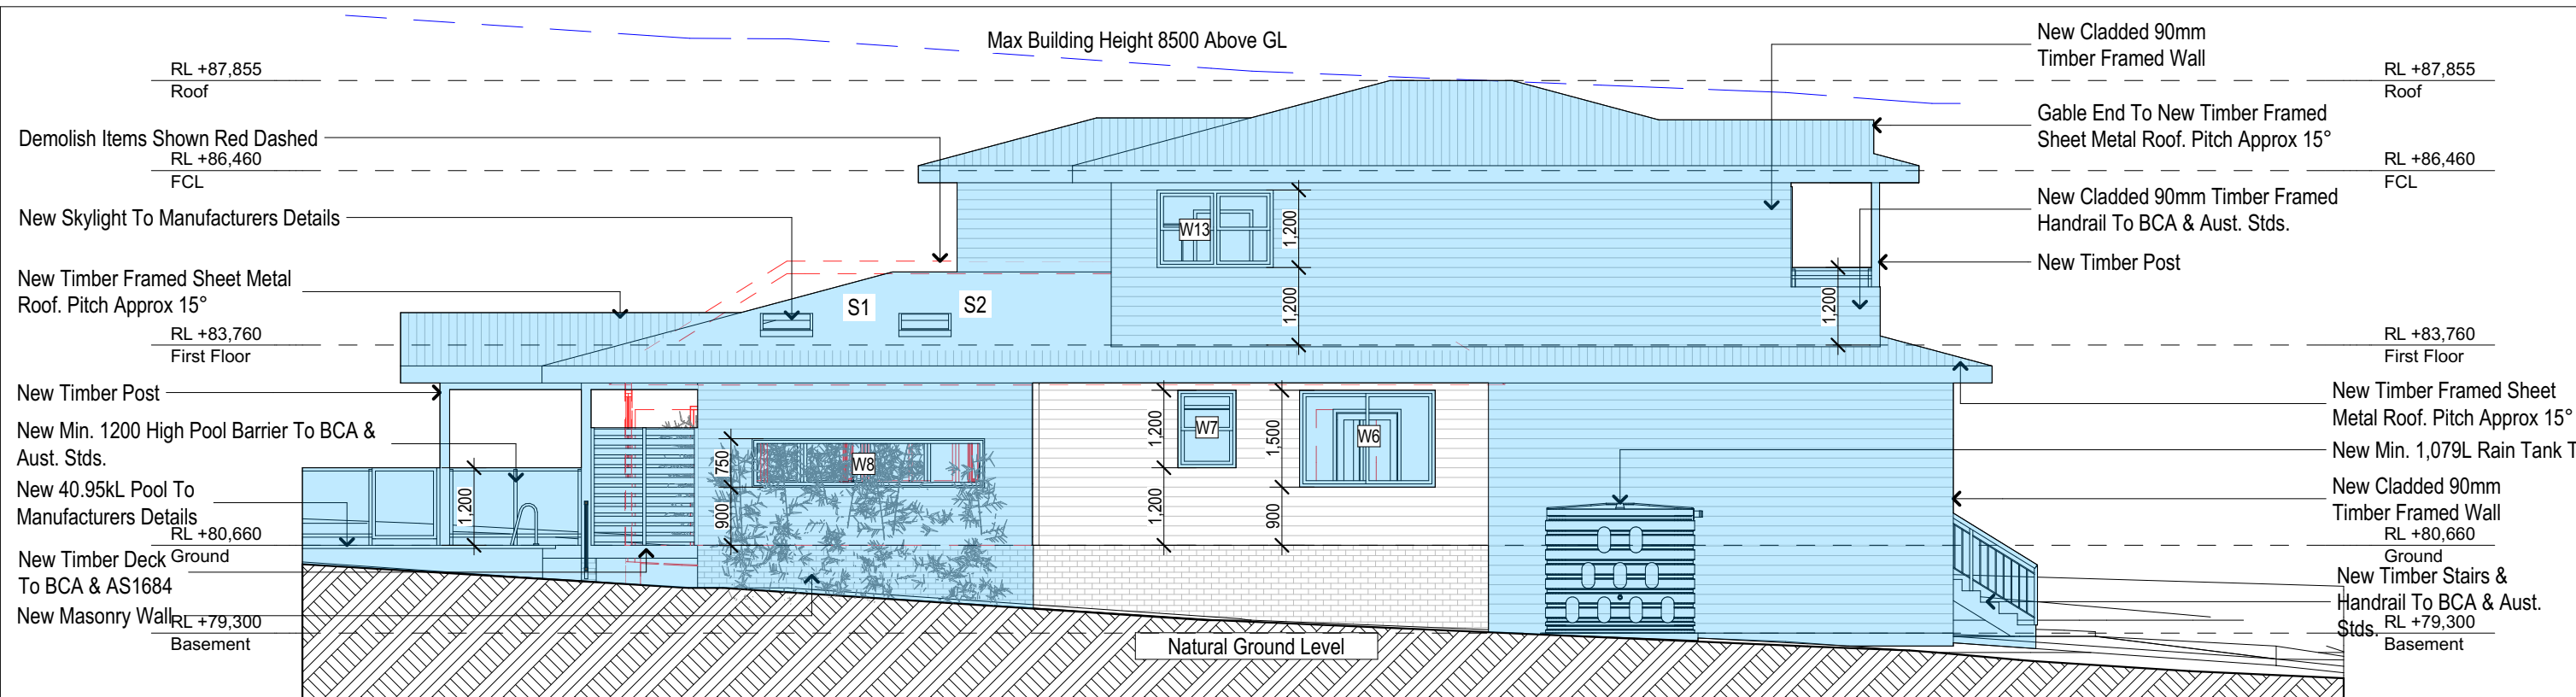 Max Building Height 8500 Above GL
RL +87,855
Roof
Demolish Items Shown Red Dashed
RL +86,460
FCL
New Skylight To Manufacturers Details
New Timber Framed Sheet Metal
Roof. Pitch Approx 15°
RL +83,760
First Floor
New Timber Post
New Min. 1200 High Pool Barrier To BCA &
Aust. Stds.
New 40.95kL Pool To
Manufacturers Details
RL +80,660
Ground
New Timber Deck
To BCA & AS1684
New Masonry Wall
RL +79,300
Basement
S1
S2
W13
1,200
1,200
1,200
W8
750
900
1,200
W7
1,200
1,200
W6
1,500
900
Natural Ground Level
New Cladded 90mm
Timber Framed Wall
RL +87,855
Roof
Gable End To New Timber Framed
Sheet Metal Roof. Pitch Approx 15°
RL +86,460
FCL
New Cladded 90mm Timber Framed
Handrail To BCA & Aust. Stds.
New Timber Post
RL +83,760
First Floor
New Timber Framed Sheet
Metal Roof. Pitch Approx 15°
New Min. 1,079L Rain Tank T
New Cladded 90mm
Timber Framed Wall
RL +80,660
Ground
New Timber Stairs &
Handrail To BCA & Aust.
Stds.
RL +79,300
Basement